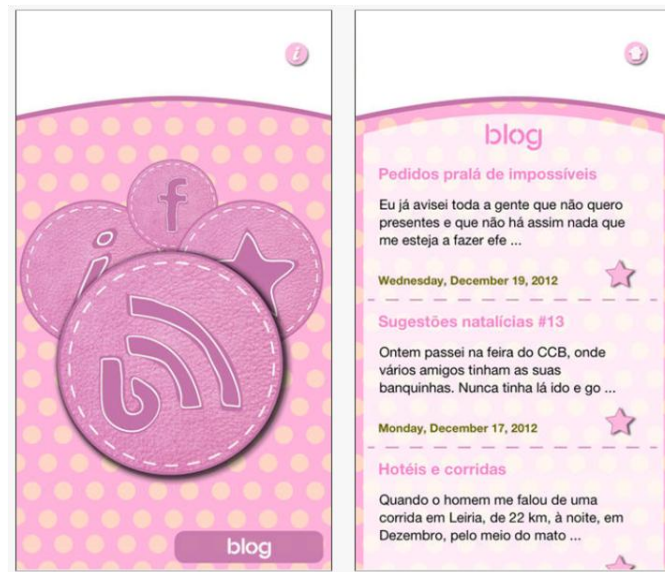 i
f
i
b
blog
blog
Pedidos pralá de impossíveis
Eu já avisei toda a gente que não quero
presentes e que não há assim nada que
me esteja a fazer efe ...
Wednesday, December 19, 2012
Sugestões natalícias #13
Ontem passei na feira do CCB, onde
vários amigos tinham as suas
banquinhas. Nunca tinha lá ido e go ...
Monday, December 17, 2012
Hotéis e corridas
Quando o homem me falou de uma
corrida em Leiria, de 22 km, à noite, em
Dezembro, pelo meio do mato ...